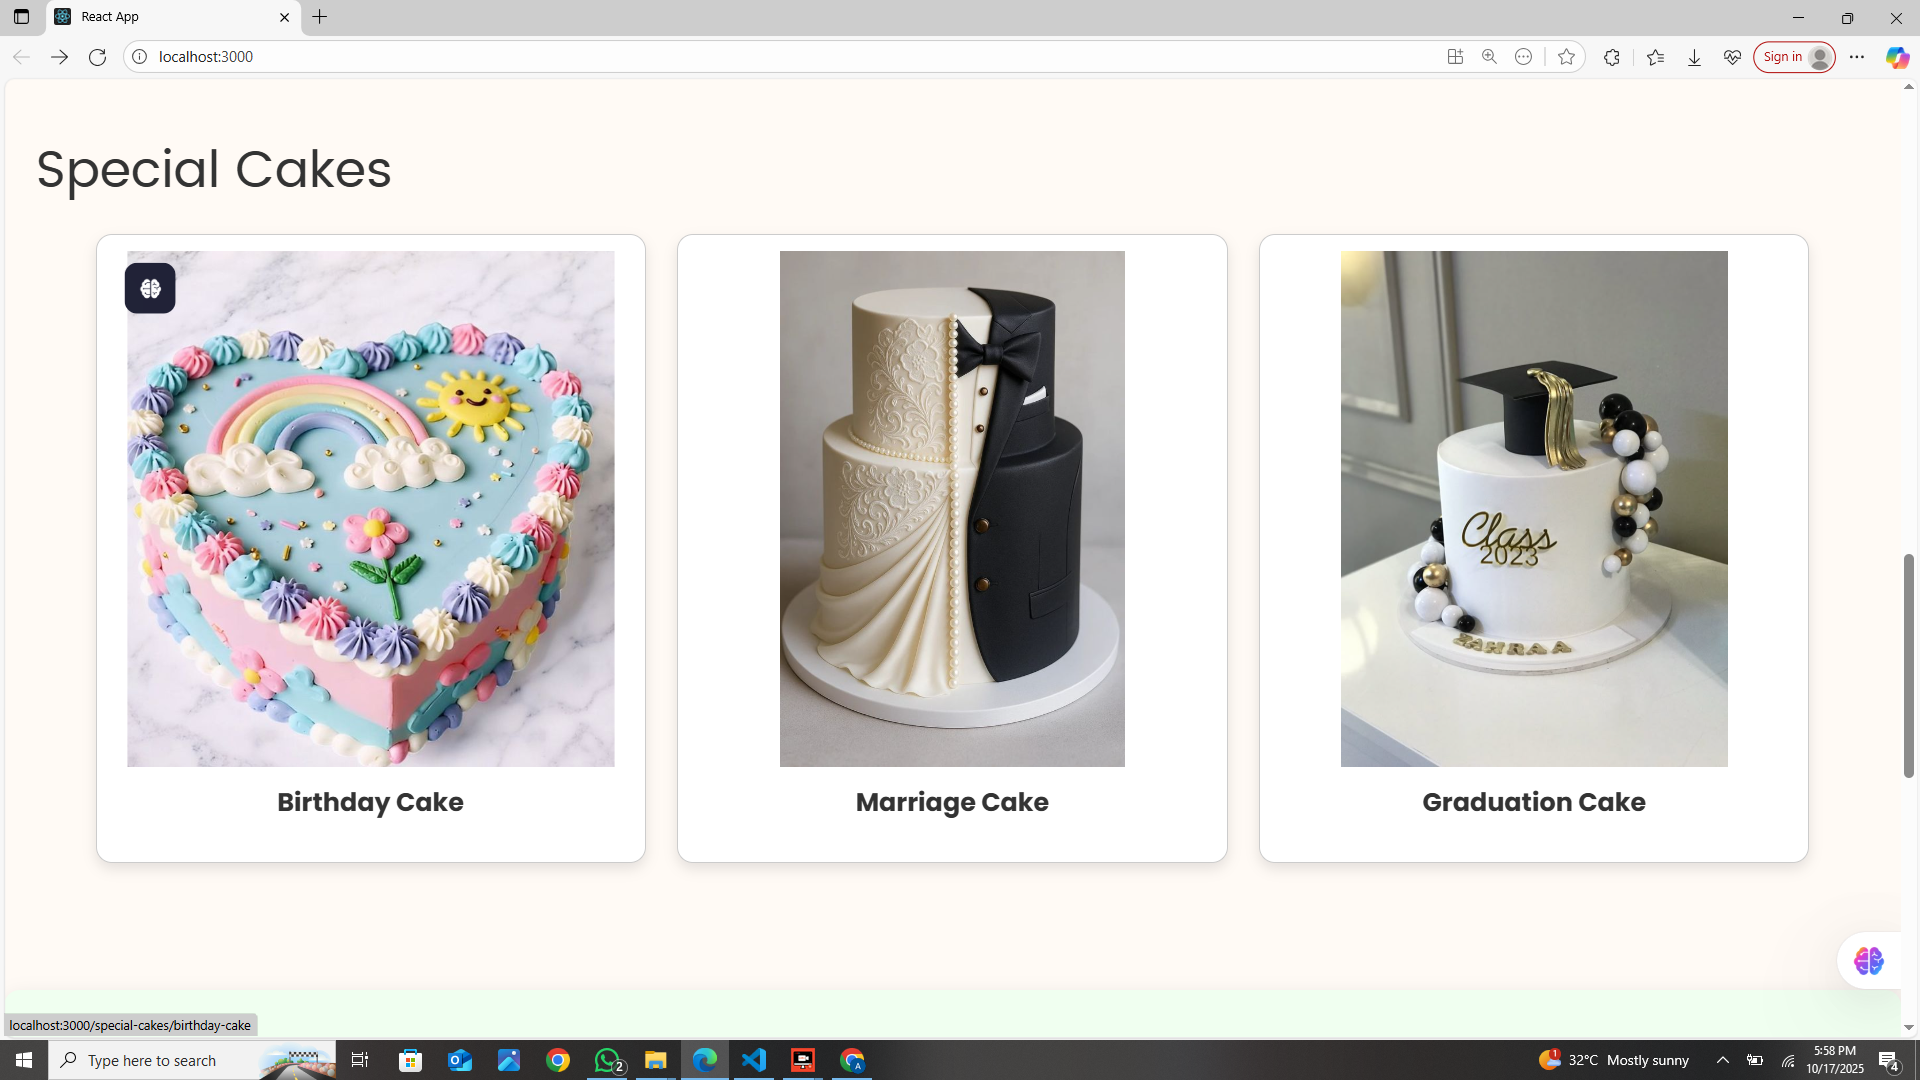 React App
localhost:3000
Sign in
Special Cakes
Class
2023
ZAHRAA
Birthday Cake
Marriage Cake
Graduation Cake
localhost:3000/special-cakes/birthday-cake
Type here to search
2
A
1
32°C Mostly sunny
5:58 PM
10/17/2025
4